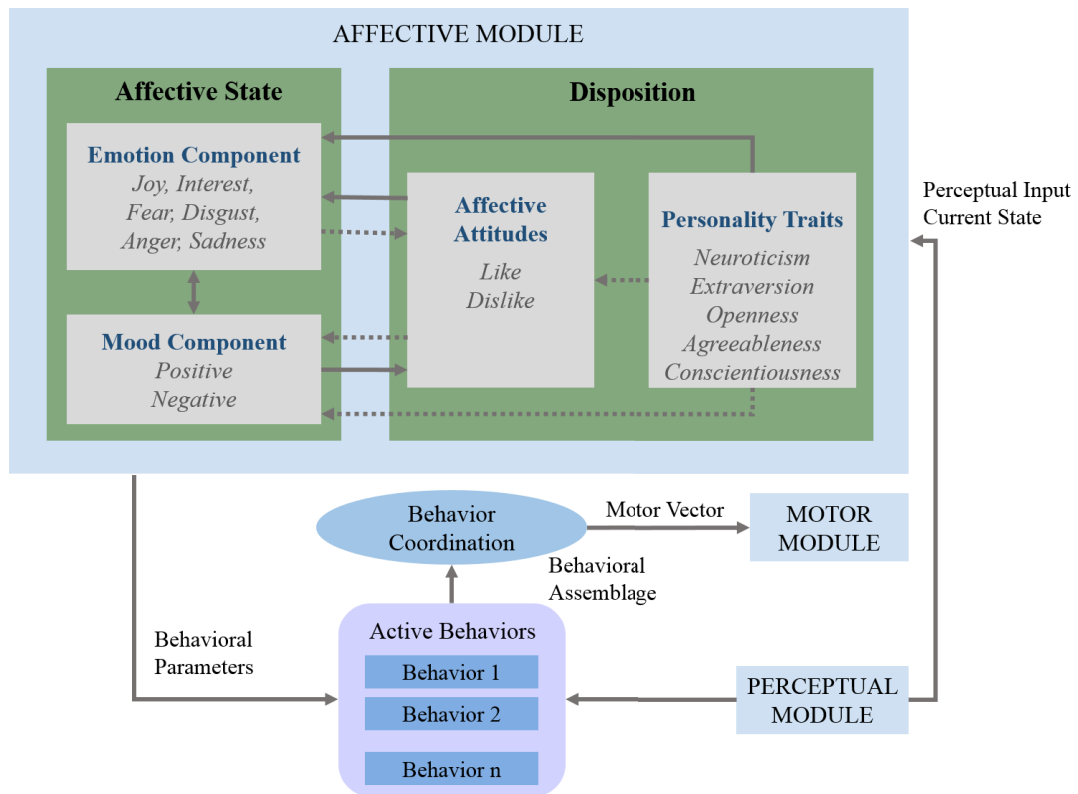 AFFECTIVE MODULE
Affective State
Emotion Component
Joy, Interest,
Fear, Disgust,
Anger, Sadness
Mood Component
Positive
Negative
Disposition
Affective
Attitudes
Like
Dislike
Personality Traits
Neuroticism
Extraversion
Openness
Agreeableness
Conscientiousness
Perceptual Input
Current State
Behavior
Coordination
Motor Vector
MOTOR
MODULE
Behavioral
Assemblage
Behavioral
Parameters
Active Behaviors
Behavior 1
Behavior 2
Behavior n
PERCEPTUAL
MODULE